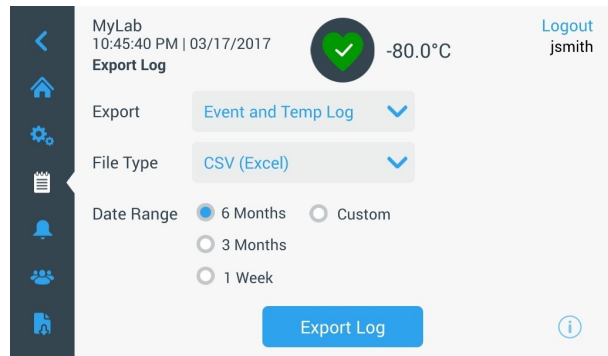 MyLab
10:45:40 PM | 03/17/2017
Export Log
-80.0°C
Logout
jsmith
Export
Event and Temp Log
File Type
CSV (Excel)
Date Range
6 Months
Custom
3 Months
1 Week
Export Log
i